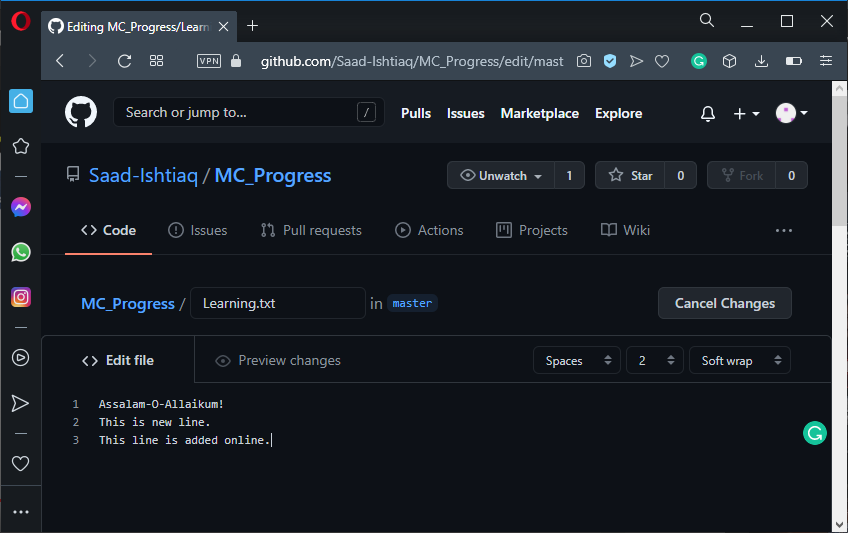 Editing MC_Progress/Learn
VPN
github.com/Saad-Ishtiaq/MC_Progress/edit/mast
Search or jump to...
/
Pulls
Issues
Marketplace
Explore
Saad-Ishtiaq / MC_Progress
Unwatch
1
Star
0
Fork
0
Code
Issues
Pull requests
Actions
Projects
Wiki
MC_Progress / Learning.txt in master
Cancel Changes
Edit file
Preview changes
Spaces
2
Soft wrap
1 Assalam-O-Allaikum!
2 This is new line.
3 This line is added online.